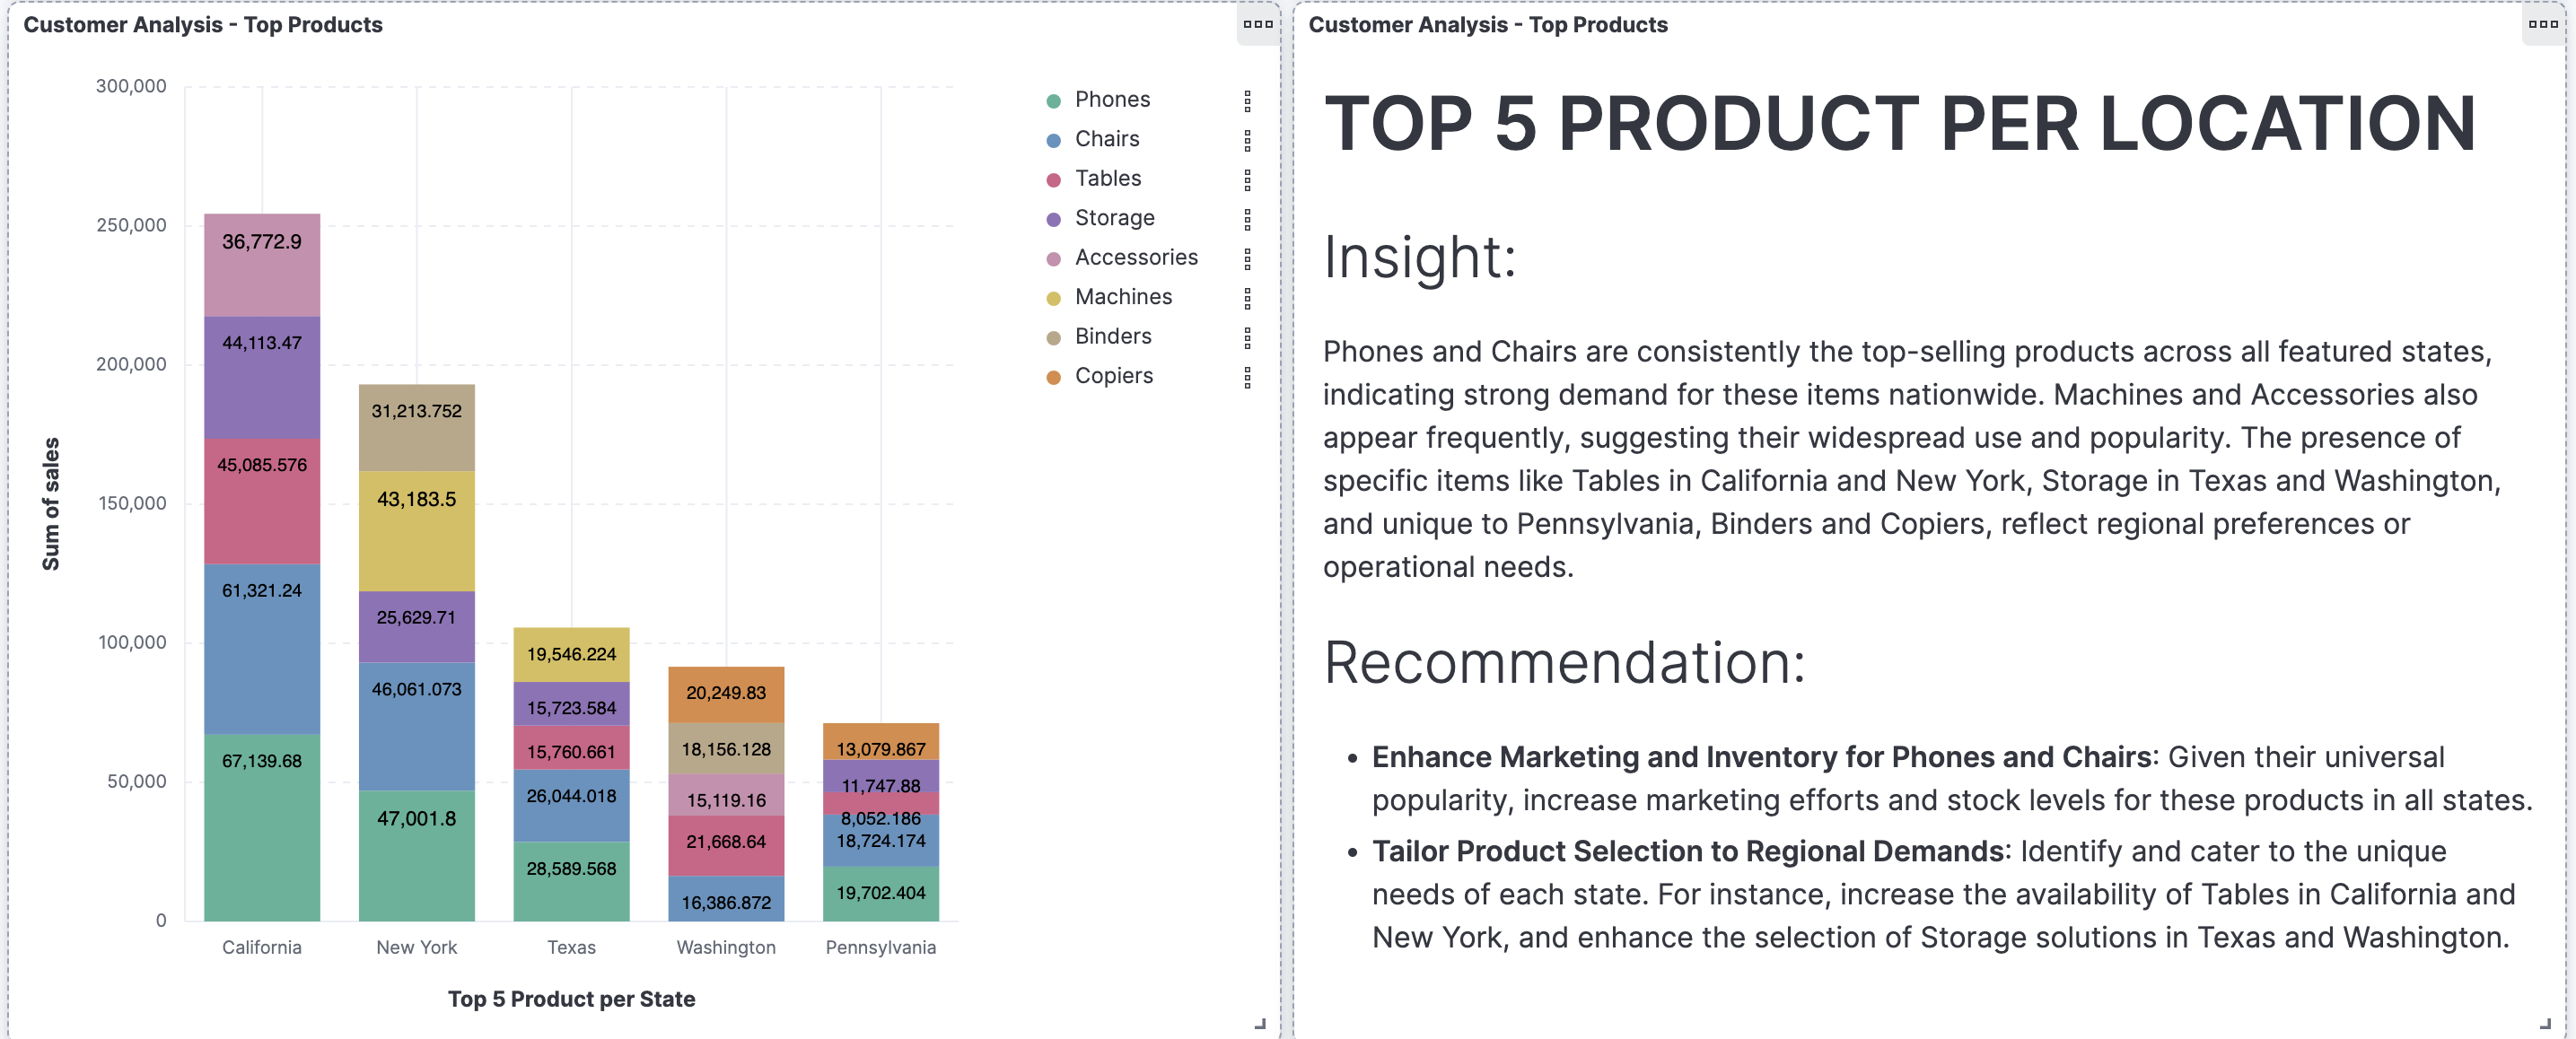 Customer Analysis - Top Products
300,000
250,000
200,000
150,000
100,000
50,000
0
Sum of sales
36,772.9
44,113.47
45,085.576
61,321.24
67,139.68
31,213.752
43,183.5
25,629.71
46,061.073
47,001.8
19,546.224
15,723.584
15,760.661
26,044.018
28,589.568
20,249.83
18,156.128
15,119.16
21,668.64
16,386.872
13,079.867
11,747.88
8,052.186
18,724.174
19,702.404
California
New York
Texas
Washington
Pennsylvania
Top 5 Product per State
Phones
Chairs
Tables
Storage
Accessories
Machines
Binders
Copiers
Customer Analysis - Top Products
TOP 5 PRODUCT PER LOCATION
Insight:
Phones and Chairs are consistently the top-selling products across all featured states,
indicating strong demand for these items nationwide. Machines and Accessories also
appear frequently, suggesting their widespread use and popularity. The presence of
specific items like Tables in California and New York, Storage in Texas and Washington,
and unique to Pennsylvania, Binders and Copiers, reflect regional preferences or
operational needs.
Recommendation:
• Enhance Marketing and Inventory for Phones and Chairs: Given their universal
popularity, increase marketing efforts and stock levels for these products in all states.
• Tailor Product Selection to Regional Demands: Identify and cater to the unique
needs of each state. For instance, increase the availability of Tables in California and
New York, and enhance the selection of Storage solutions in Texas and Washington.